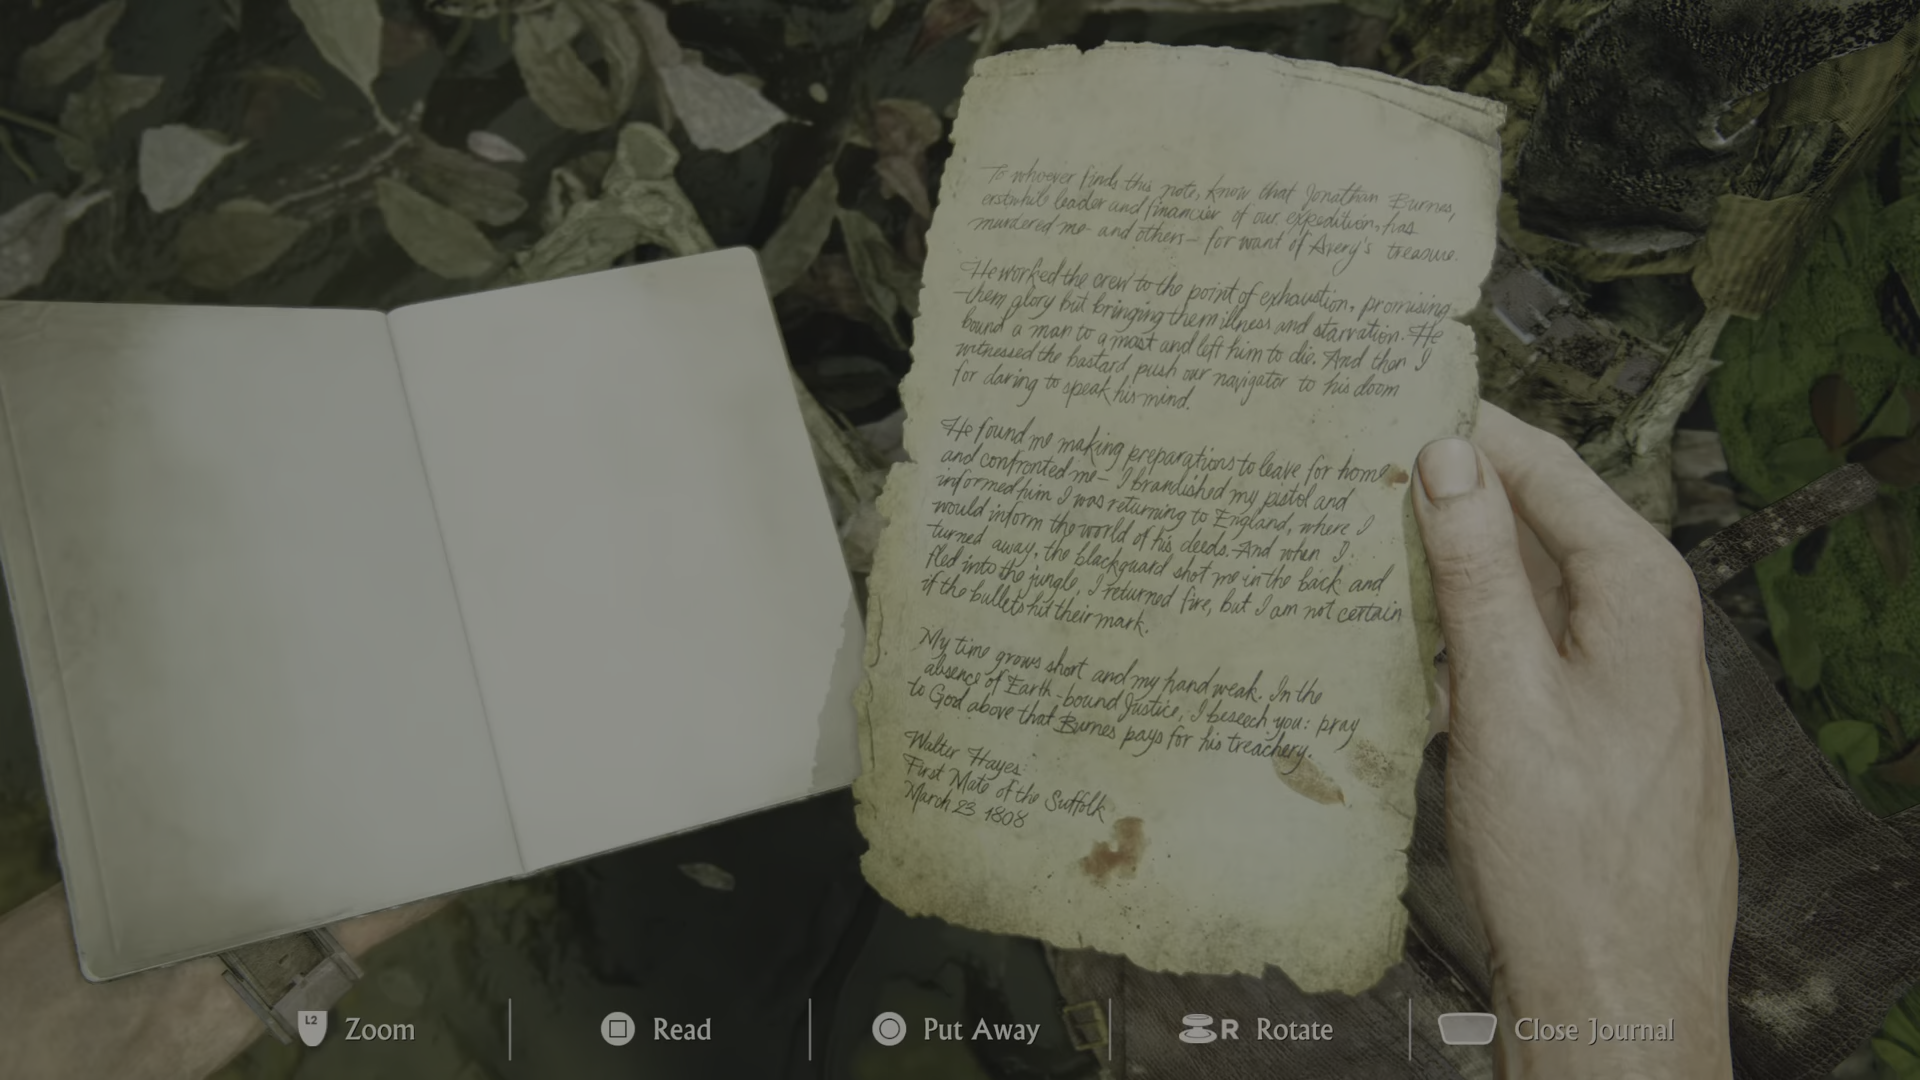 To whoever finds this note, know that Jonathan Burnes,
erstwhile leader and financier of our expedition, has
murdered me- and others- for want of Avery's treasure.
He worked the crew to the point of exhaustion, promising
them glory but bringing them illness and starvation. He
bound a man to a mast and left him to die. And then I
witnessed the bastard push our navigator to his doom
for daring to speak his mind.
He found me making preparations to leave for home
and confronted me- I brandished my pistol and
informed him I was returning to England, where I
would inform the world of his deeds. And when I
turned away, the blackguard shot me in the back and
fled into the jungle, I returned fire, but I am not certain
if the bullets hit their mark.
My time grows short and my hand weak. In the
absence of Earth-bound Justice, I beseech you: pray
to God above that Burnes pays for his treachery.
Walter Hayes
First Mate of the Suffolk
March 23 1808
L2 Zoom
Read
Put Away
R Rotate
Close Journal